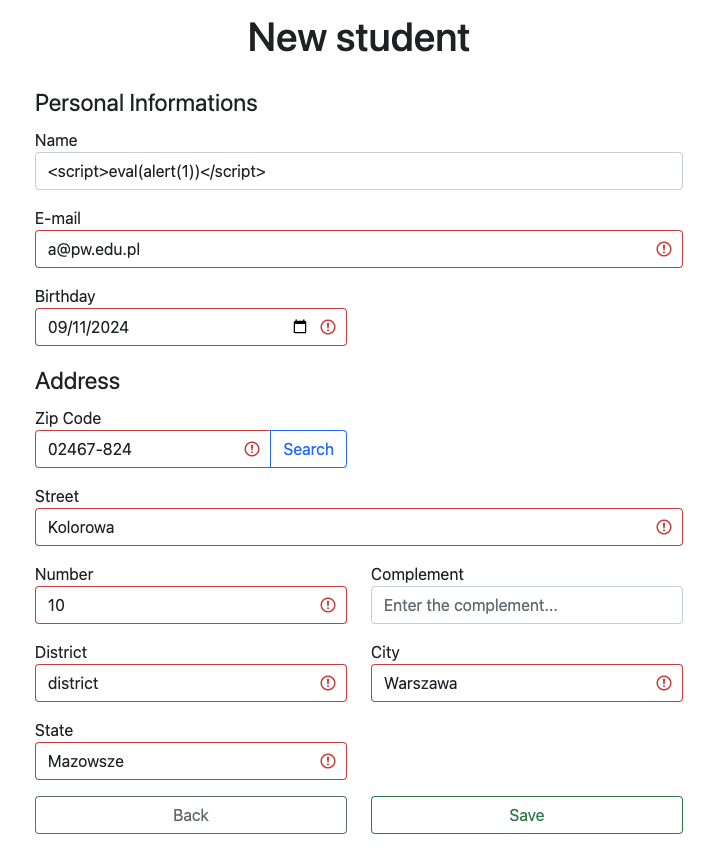 New student
Personal Informations
Name
<script>eval(alert(1))</script>
E-mail
a@pw.edu.pl
Birthday
09/11/2024
Address
Zip Code
02467-824 Search
Street
Kolorowa
Number Complement
10 Enter the complement...
District City
district Warszawa
State
Mazowsze
Back Save